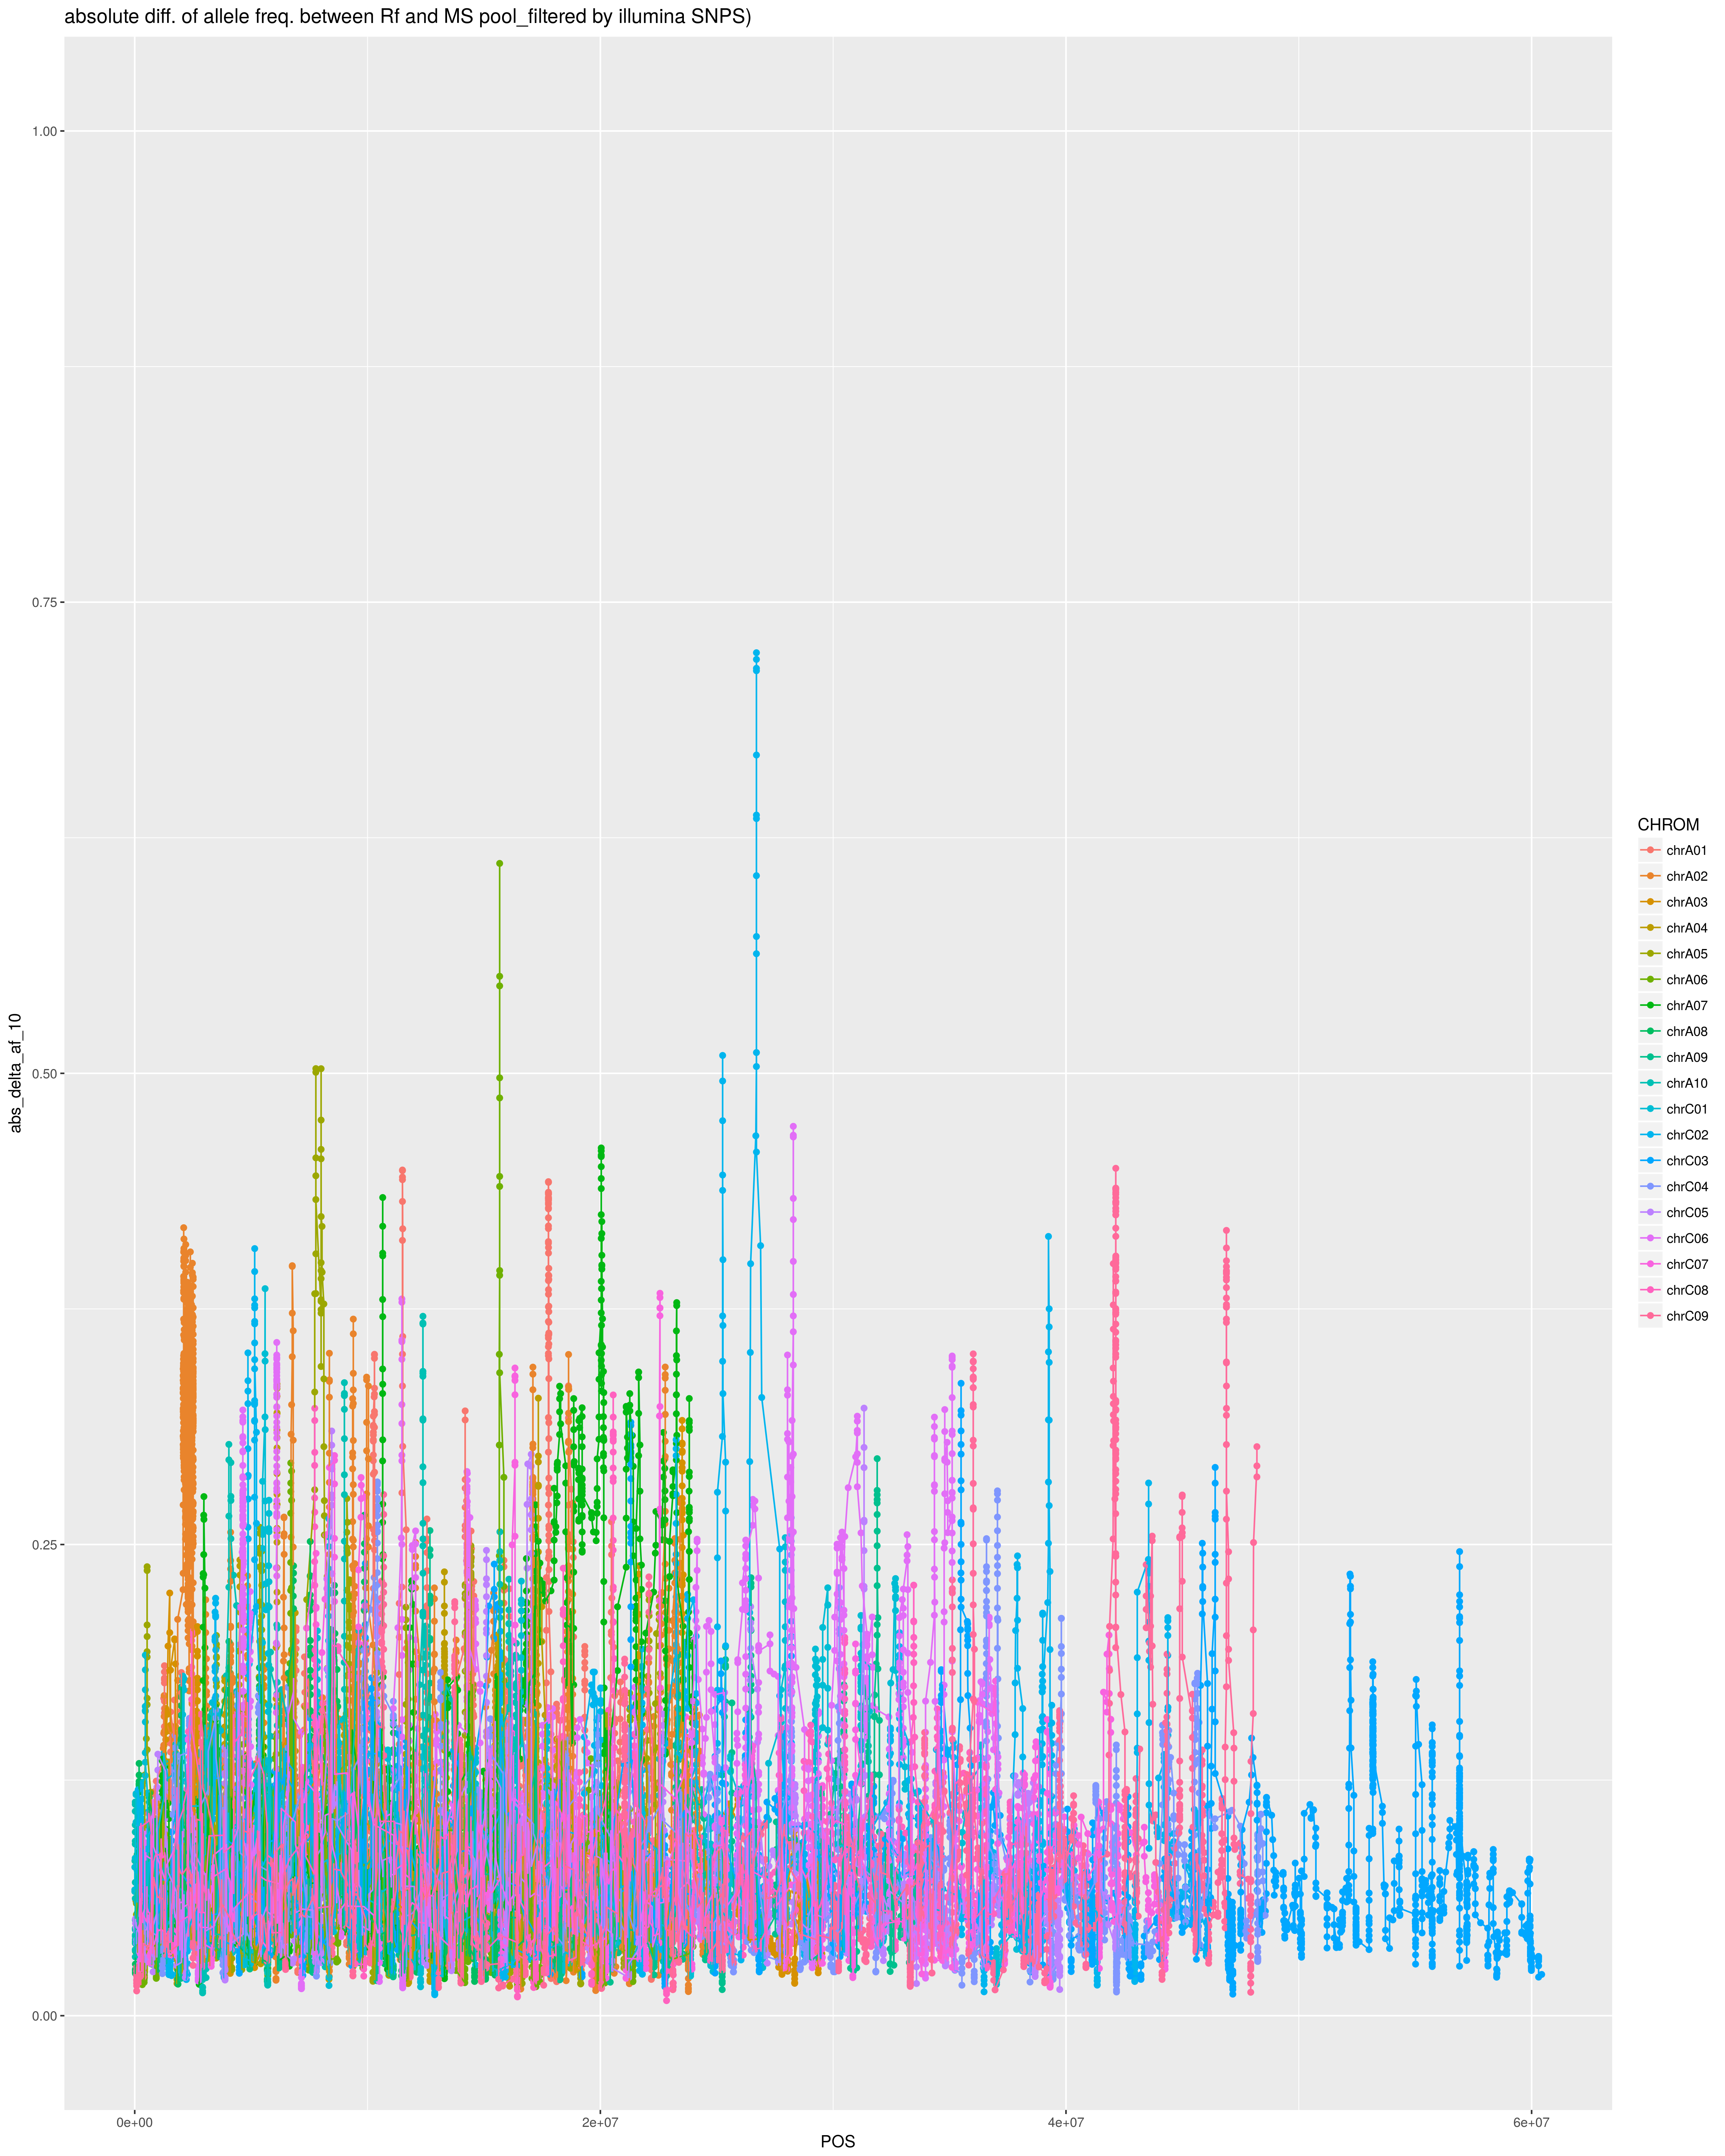 absolute diff. of allele freq. between Rf and MS pool_filtered by illumina SNPS)
1.00
0.75
0.50
0.25
0.00
abs_delta_af_10
0e+00
2e+07
4e+07
6e+07
POS
CHROM
chrA01
chrA02
chrA03
chrA04
chrA05
chrA06
chrA07
chrA08
chrA09
chrA10
chrC01
chrC02
chrC03
chrC04
chrC05
chrC06
chrC07
chrC08
chrC09